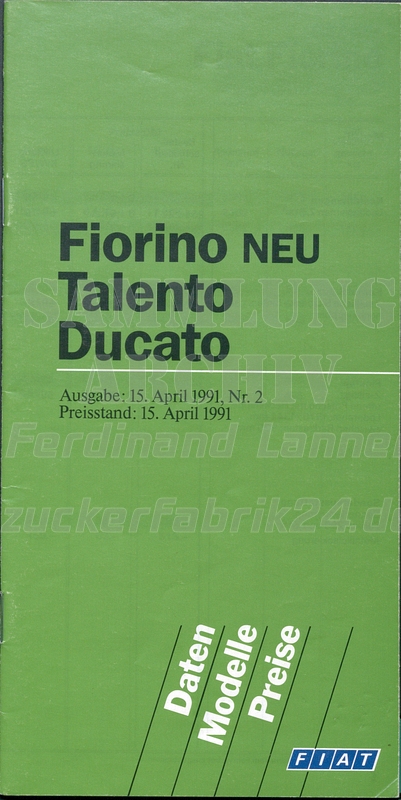 Fiorino NEU
Talento
Ducato
SAMMLUNG
ARCHIV
Ausgabe: 15. April 1991, Nr. 2
Preisstand: 15. April 1991
Ferdinand Lanner
zuckerfabrik24.de
Daten
Modelle
Preise
FIAT